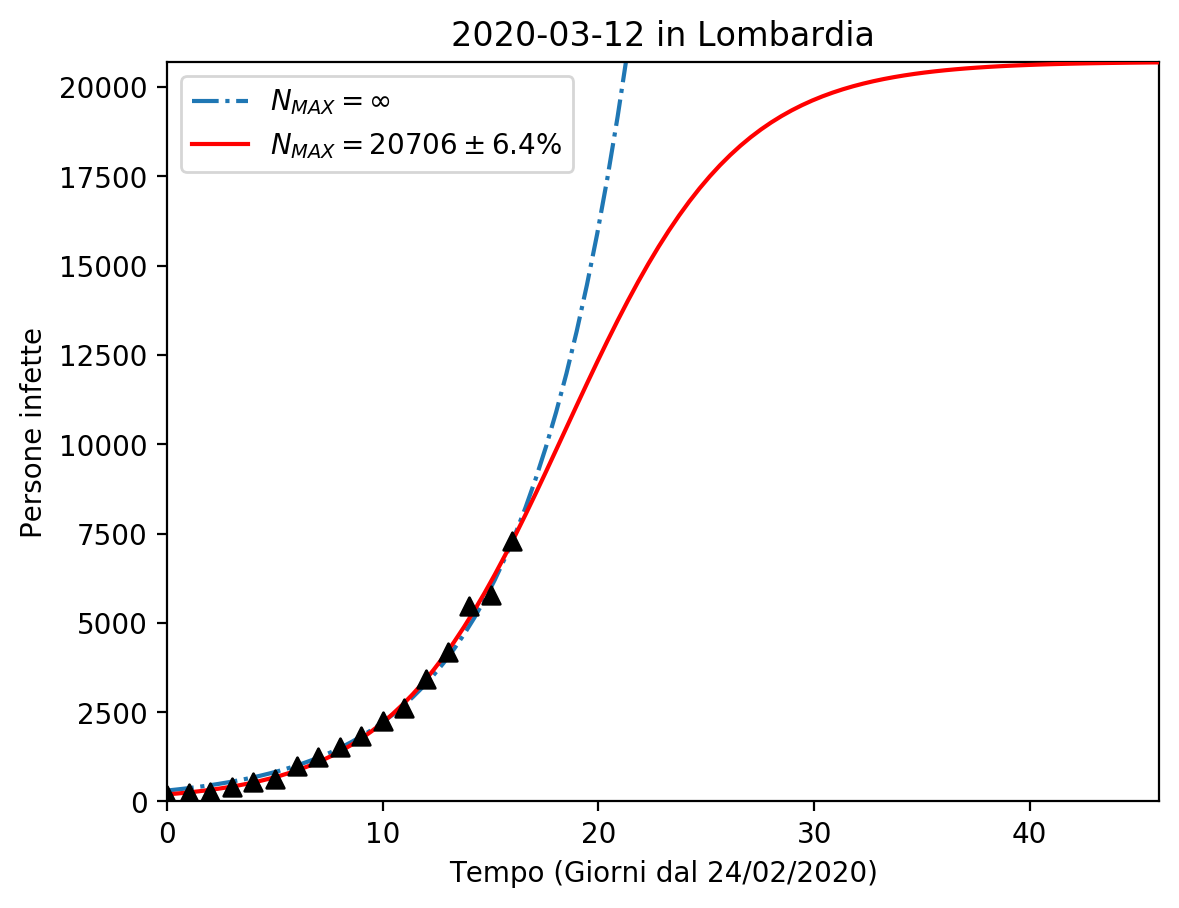 2020-03-12 in Lombardia
N_MAX = ∞
N_MAX = 20706 ± 6.4%
20000
17500
15000
12500
10000
7500
5000
2500
0
Persone infette
0 10 20 30 40
Tempo (Giorni dal 24/02/2020)